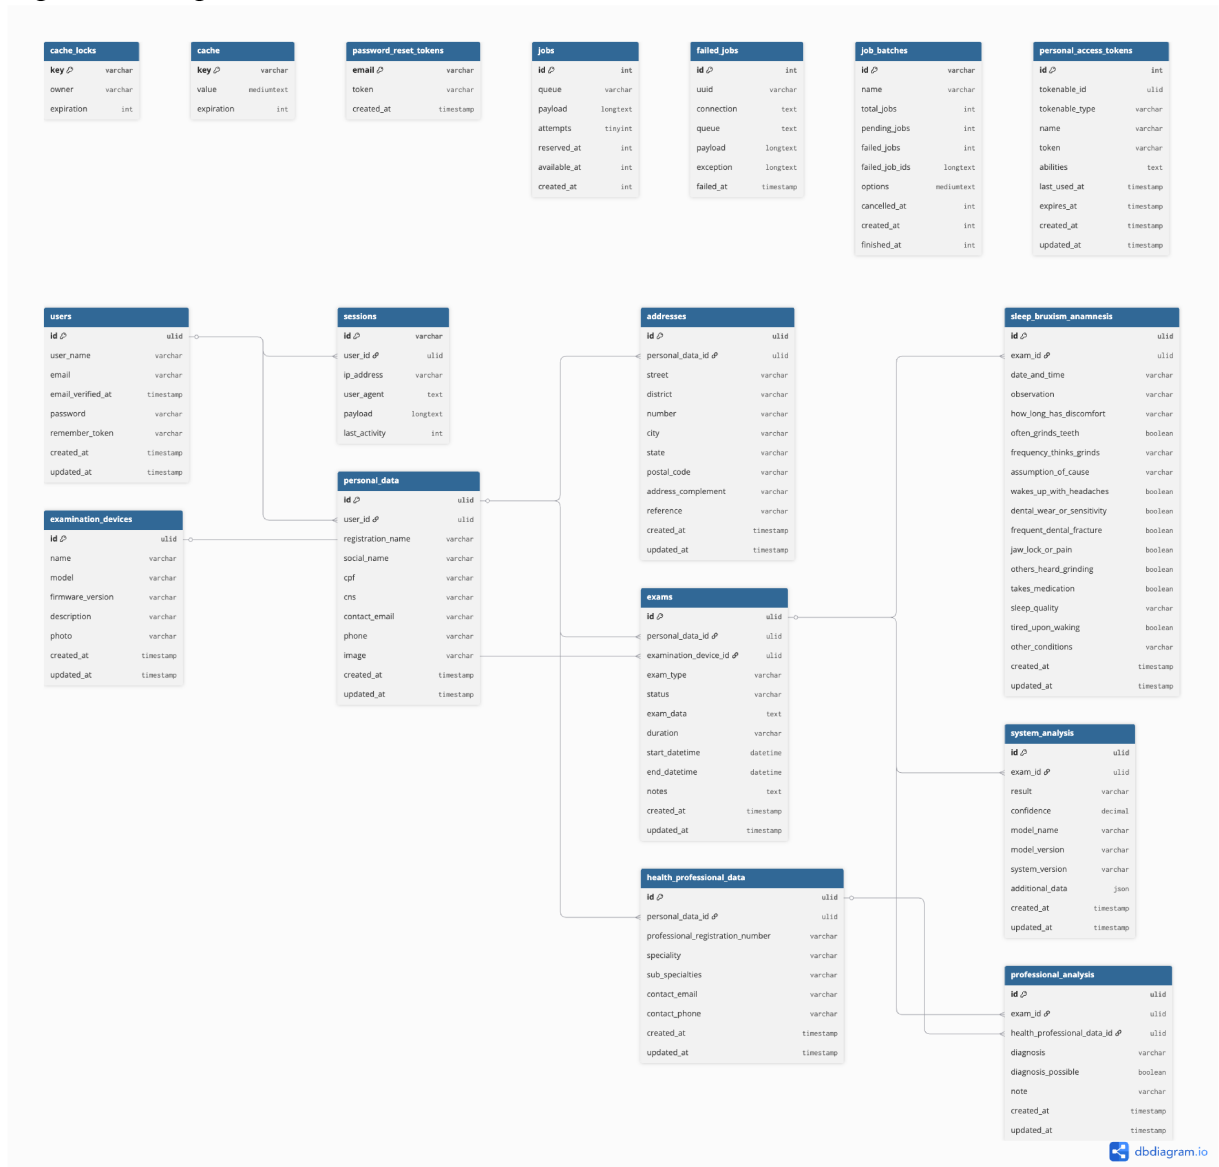 cache_locks
key varchar
owner varchar
expiration int
cache
key varchar
value mediumtext
expiration int
password_reset_tokens
email varchar
token varchar
created_at timestamp
jobs
id int
queue varchar
payload longtext
attempts tinyint
reserved_at int
available_at int
created_at int
failed_jobs
id int
uuid varchar
connection text
queue text
payload longtext
exception longtext
failed_at timestamp
job_batches
id varchar
name varchar
total_jobs int
pending_jobs int
failed_jobs int
failed_job_ids longtext
options mediumtext
cancelled_at int
created_at int
finished_at int
personal_access_tokens
id int
tokenable_id ulid
tokenable_type varchar
name varchar
token varchar
abilities text
last_used_at timestamp
expires_at timestamp
created_at timestamp
updated_at timestamp
users
id ulid
user_name varchar
email varchar
email_verified_at timestamp
password varchar
remember_token varchar
created_at timestamp
updated_at timestamp
examination_devices
id ulid
name varchar
model varchar
firmware_version varchar
description varchar
photo varchar
created_at timestamp
updated_at timestamp
sessions
id varchar
user_id ulid
ip_address varchar
user_agent text
payload longtext
last_activity int
personal_data
id ulid
user_id ulid
registration_name varchar
social_name varchar
cpf varchar
cns varchar
contact_email varchar
phone varchar
image varchar
created_at timestamp
updated_at timestamp
addresses
id ulid
personal_data_id ulid
street varchar
district varchar
number varchar
city varchar
state varchar
postal_code varchar
address_complement varchar
reference varchar
created_at timestamp
updated_at timestamp
exams
id ulid
personal_data_id ulid
examination_device_id ulid
exam_type varchar
status varchar
exam_data text
duration varchar
start_datetime datetime
end_datetime datetime
notes text
created_at timestamp
updated_at timestamp
health_professional_data
id ulid
personal_data_id ulid
professional_registration_number varchar
speciality varchar
sub_specialties varchar
contact_email varchar
contact_phone varchar
created_at timestamp
updated_at timestamp
sleep_bruxism_anamnesis
id ulid
exam_id ulid
date_and_time varchar
observation varchar
how_long_has_discomfort varchar
often_grinds_teeth boolean
frequency_thinks_grinds varchar
assumption_of_cause varchar
wakes_up_with_headaches boolean
dental_wear_or_sensitivity boolean
frequent_dental_fracture boolean
jaw_lock_or_pain boolean
others_heard_grinding boolean
takes_medication boolean
sleep_quality varchar
tired_upon_waking boolean
other_conditions varchar
created_at timestamp
updated_at timestamp
system_analysis
id ulid
exam_id ulid
result varchar
confidence decimal
model_name varchar
model_version varchar
system_version varchar
additional_data json
created_at timestamp
updated_at timestamp
professional_analysis
id ulid
exam_id ulid
health_professional_data_id ulid
diagnosis varchar
diagnosis_possible boolean
note varchar
created_at timestamp
updated_at timestamp
dbdiagram.io